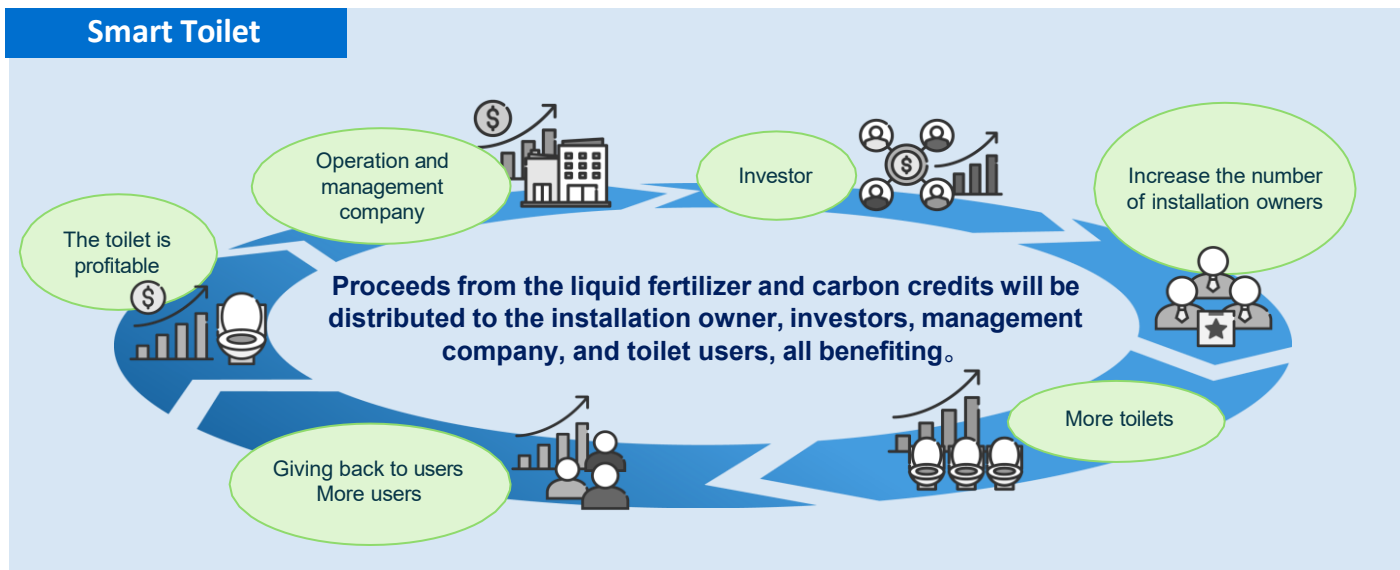 Smart Toilet
Operation and
management
company
Investor
Increase the number
of installation owners
The toilet is
profitable
$
$
$
Proceeds from the liquid fertilizer and carbon credits will be
distributed to the installation owner, investors, management
company, and toilet users, all benefiting。
More toilets
Giving back to users
More users